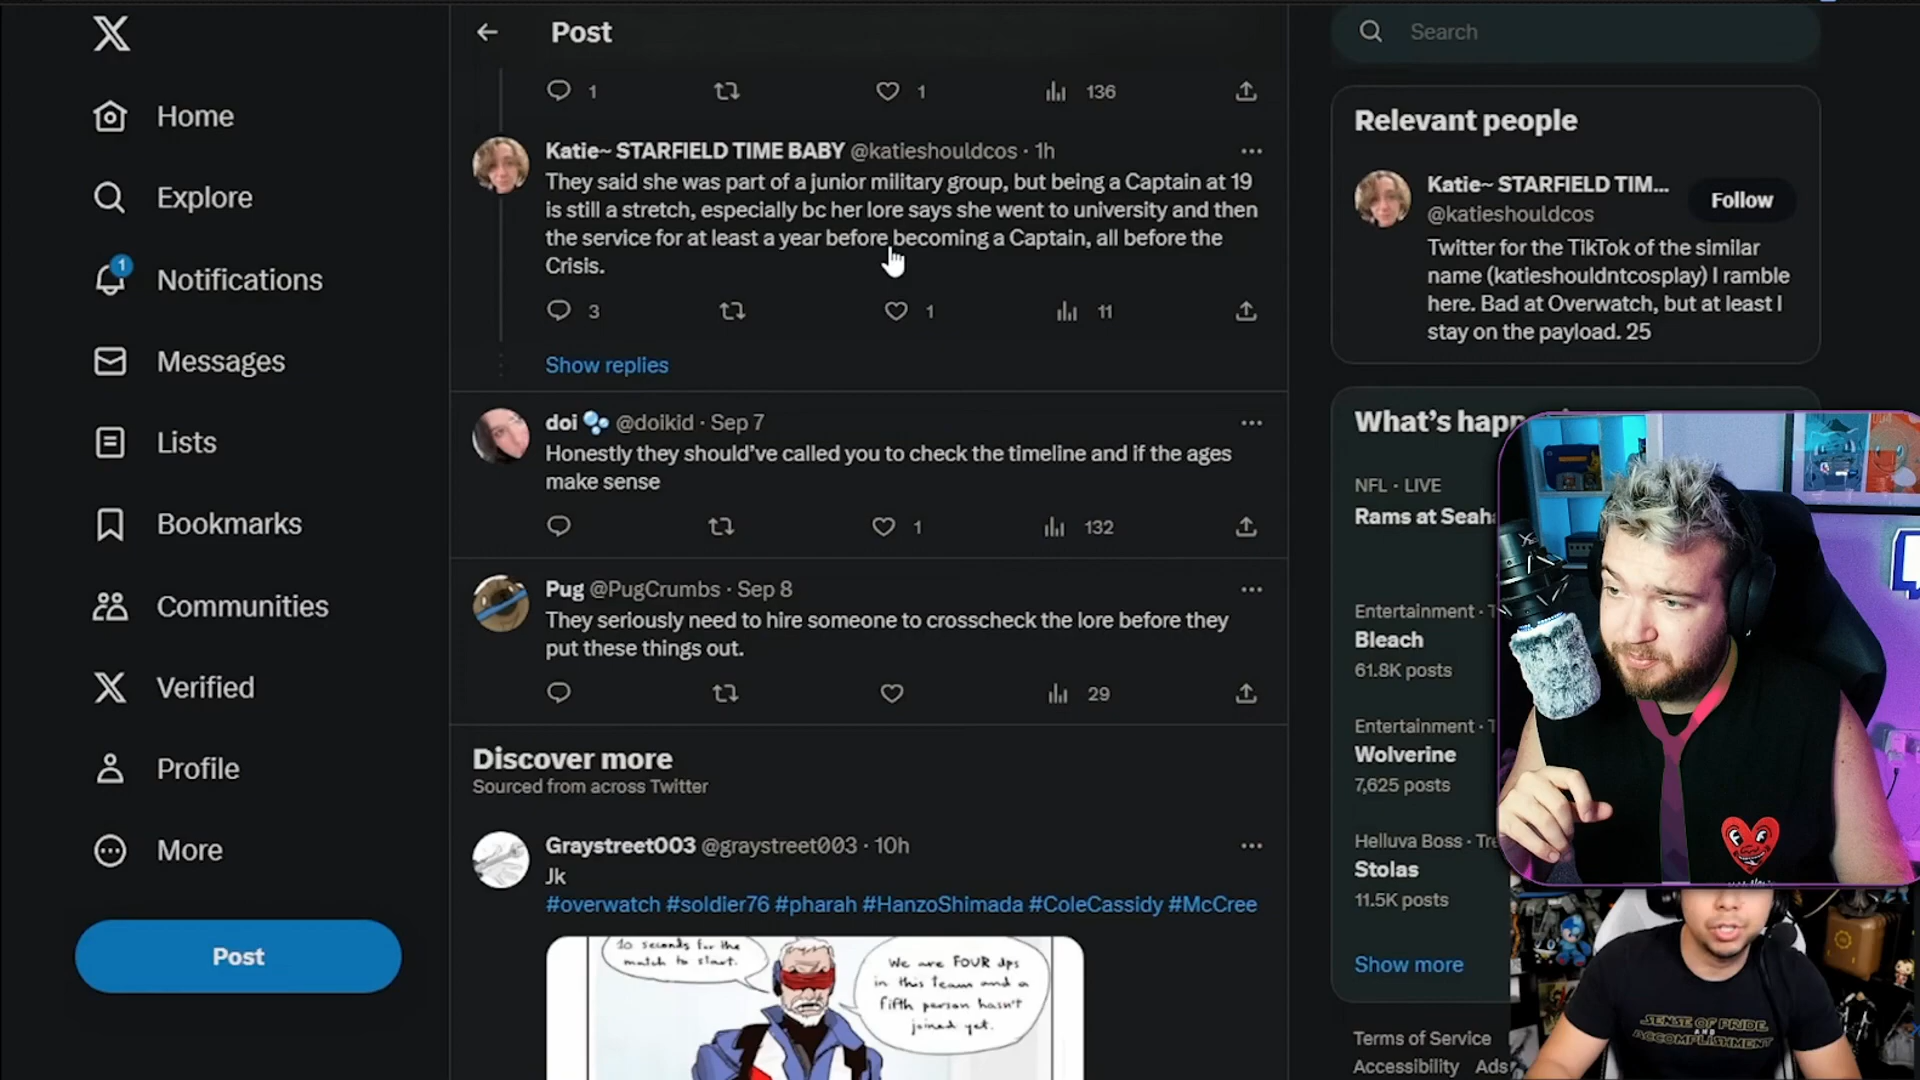 Home
Explore
1
Notifications
Messages
Lists
Bookmarks
Communities
Verified
Profile
More
Post
Post
1
1
136
Katie~ STARFIELD TIME BABY @katieshouldcos · 1h
They said she was part of a junior military group, but being a Captain at 19
is still a stretch, especially bc her lore says she went to university and then
the service for at least a year before becoming a Captain, all before the
Crisis.
3
1
11
Show replies
doi @doikid · Sep 7
Honestly they should've called you to check the timeline and if the ages
make sense
1
132
Pug @PugCrumbs · Sep 8
They seriously need to hire someone to crosscheck the lore before they
put these things out.
29
Discover more
Sourced from across Twitter
Graystreet003 @graystreet003 · 10h
Jk
#overwatch #soldier76 #pharah #HanzoShimada #ColeCassidy #McCree
10 seconds for the
match to start.
We are FOUR dps
in this team and a
fifth person hasn't
joined yet.
Search
Relevant people
Katie~ STARFIELD TIM...
@katieshouldcos
Follow
Twitter for the TikTok of the similar
name (katieshouldntcosplay) I ramble
here. Bad at Overwatch, but at least I
stay on the payload. 25
What's happ
NFL · LIVE
Rams at Seaha
Entertainment · T
Bleach
61.8K posts
Entertainment · T
Wolverine
7,625 posts
Helluva Boss · Tre
Stolas
11.5K posts
Show more
Terms of Service
Accessibility Ads
SENSE OF PRIDE
AND
ACCOMPLISHMENT